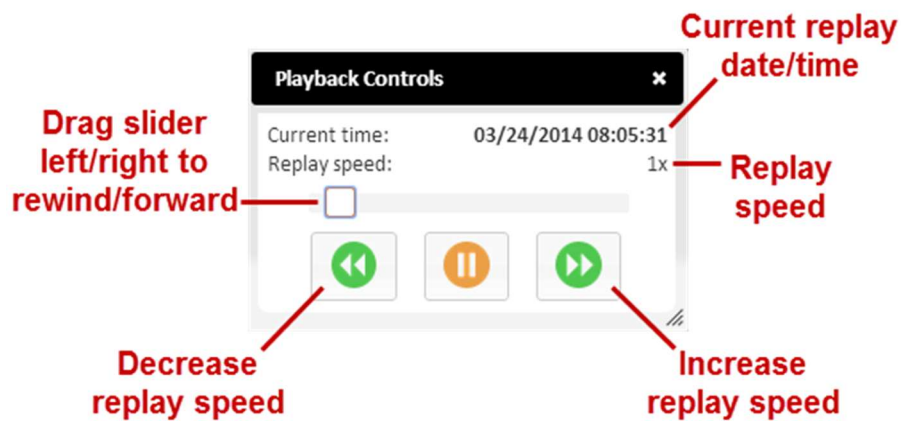 Current replay
date/time
Playback Controls
Drag slider
left/right to
rewind/forward
Current time: 03/24/2014 08:05:31
Replay speed: 1x
Replay
speed
Decrease
replay speed
Increase
replay speed